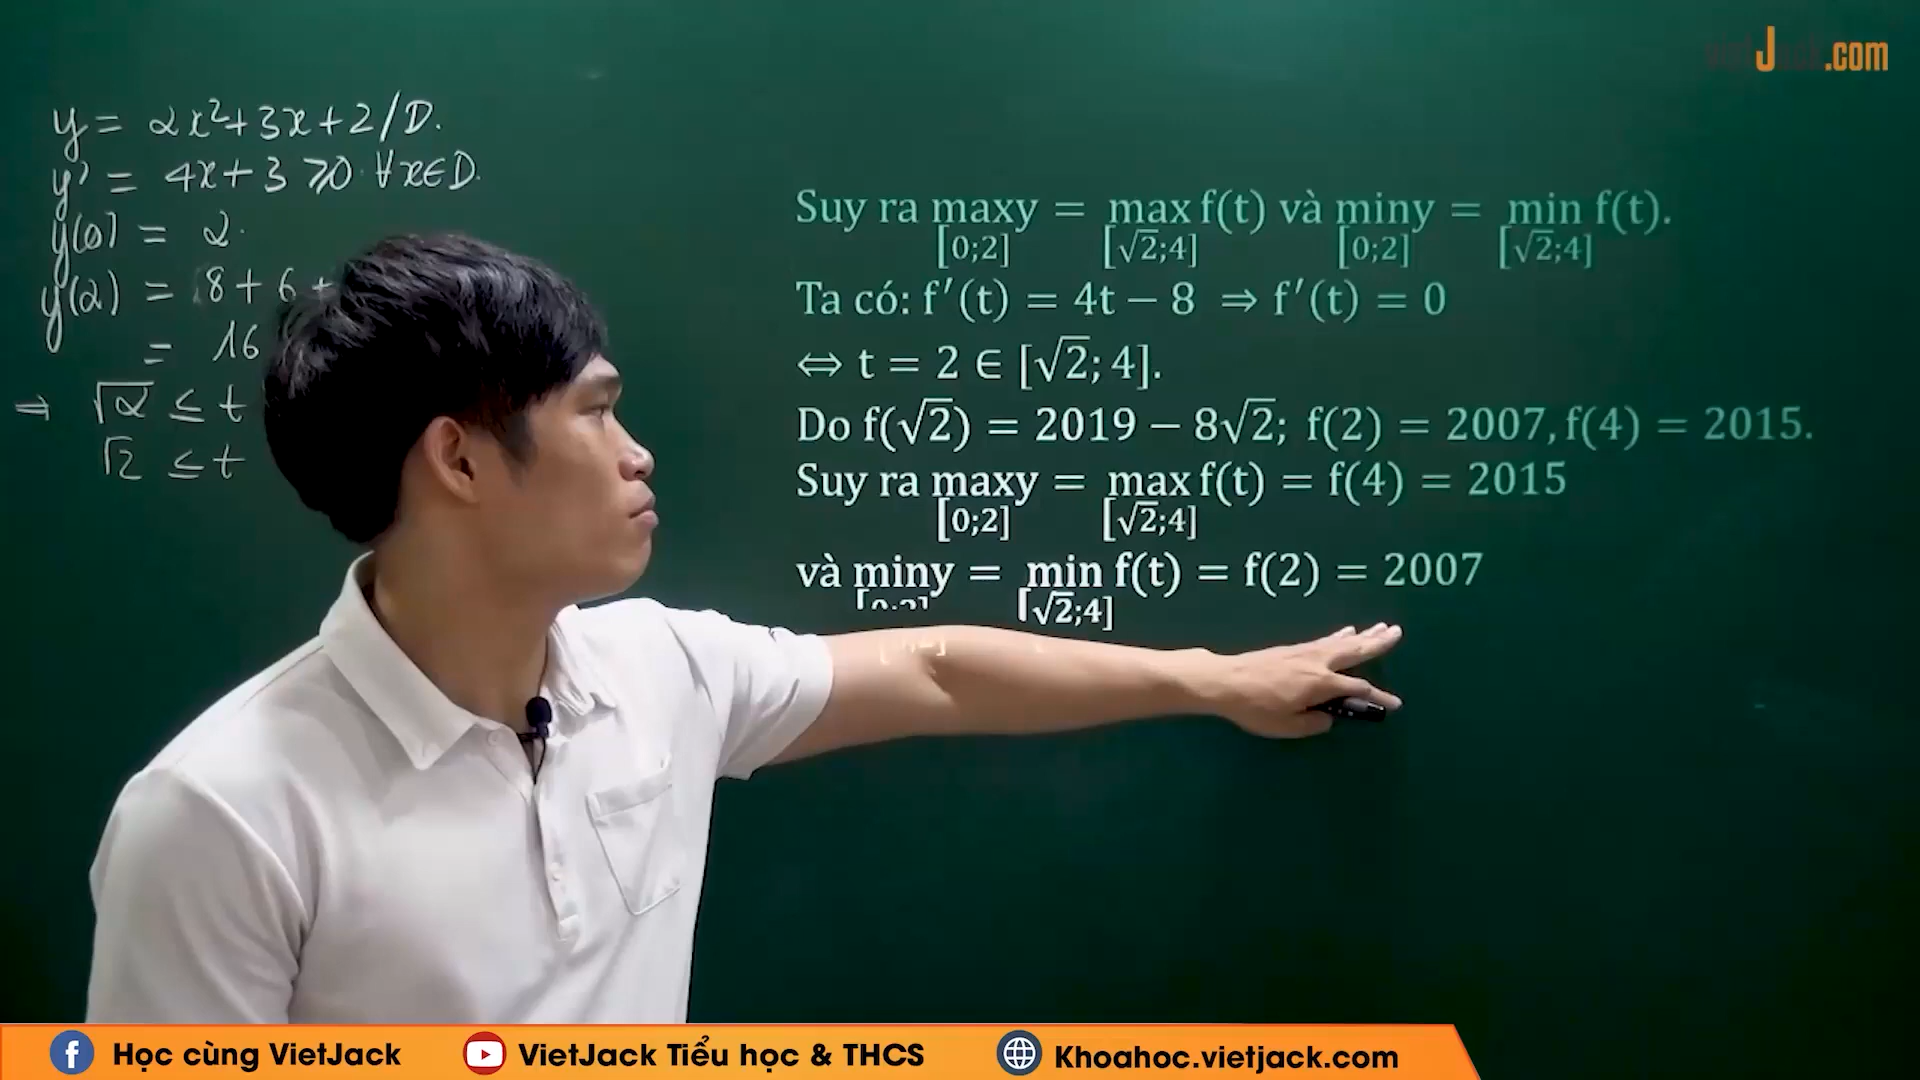 y = 2x²+3x+2/D.
y' = 4x+3 ≥0 ∀x∈D.
y(0) = 2.
y(2) = 8+6+
= 16
⇒ √2 ≤ t
√2 ≤ t
Suy ra maxy = max f(t) và miny = min f(t).
[0;2] [√2;4] [0;2] [√2;4]
Ta có: f′(t) = 4t − 8 ⇒ f′(t) = 0
⇔ t = 2 ∈ [√2; 4].
Do f(√2) = 2019 − 8√2; f(2) = 2007, f(4) = 2015.
Suy ra maxy = max f(t) = f(4) = 2015
[0;2] [√2;4]
và miny = min f(t) = f(2) = 2007
[0;2] [√2;4]
vietJack.com
Học cùng VietJack
VietJack Tiểu học & THCS
Khoahoc.vietjack.com